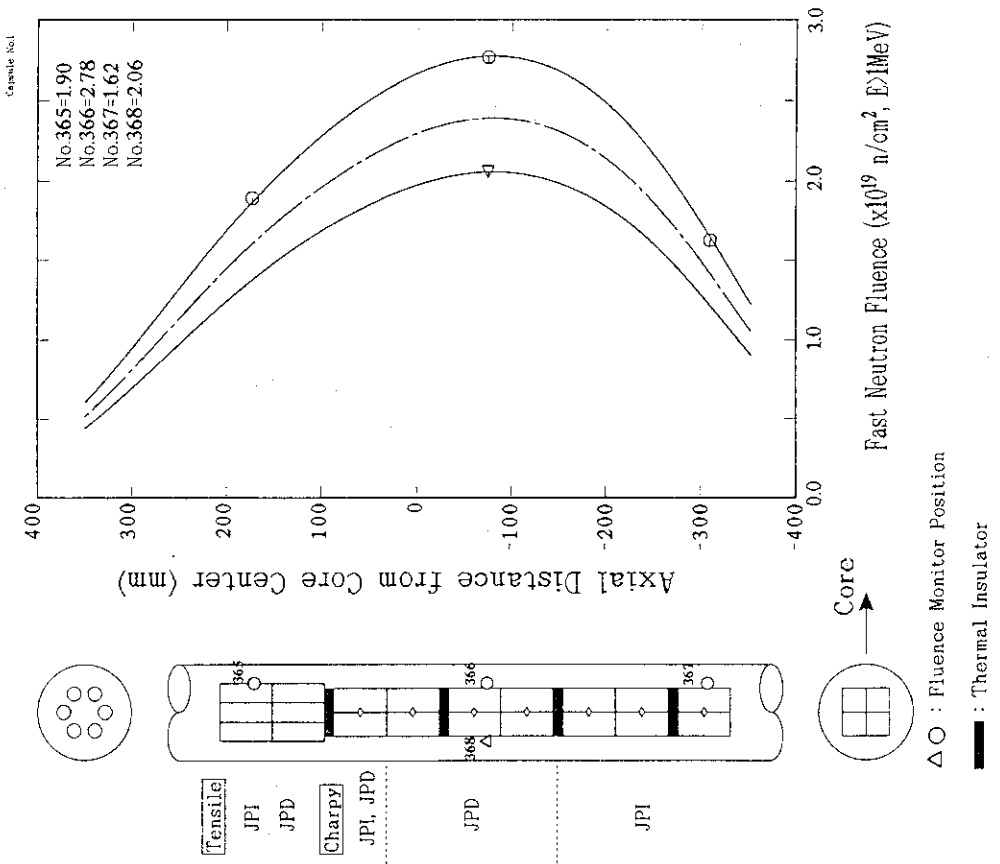 Capsule No.1
No.365=1.90
No.366=2.78
No.367=1.62
No.368=2.06
400
300
200
100
0
-100
-200
-300
-400
Axial Distance from Core Center (mm)
0.0
1.0
2.0
3.0
Fast Neutron Fluence (x10¹⁹ n/cm², E>1MeV)
Tensile
JPI
JPD
Charpy
JPI, JPD
JPD
JPI
365
366
368
367
Core
△○ : Fluence Monitor Position
■ : Thermal Insulator